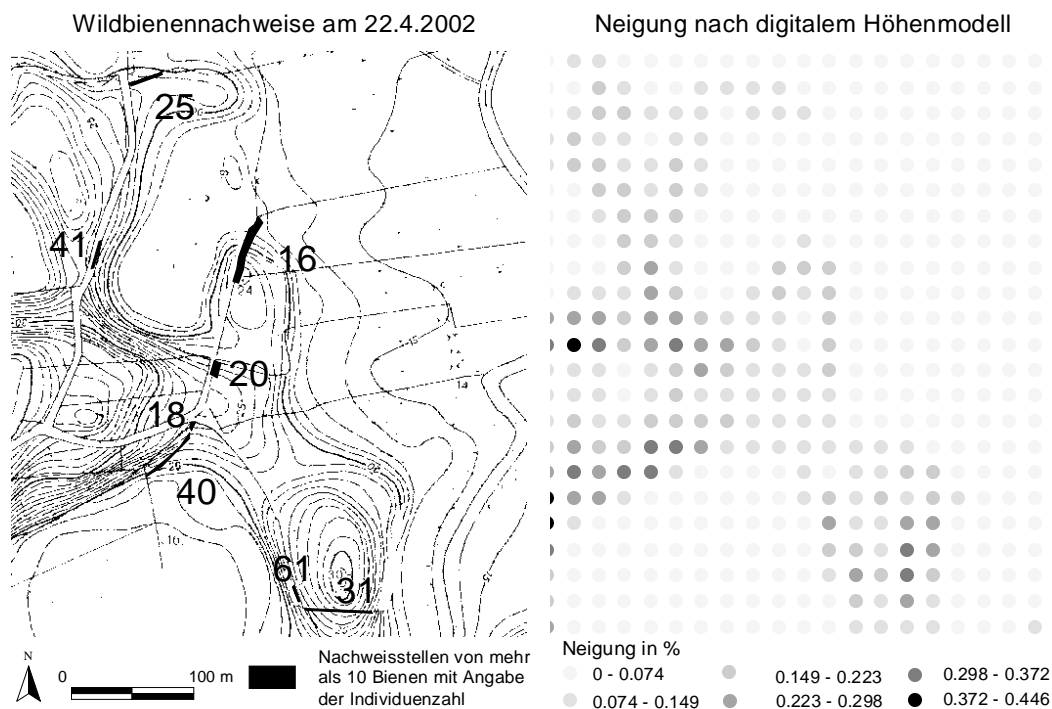 Wildbienennachweise am 22.4.2002
Neigung nach digitalem Höhenmodell
25
41
16
24
20
18
14
40
61
31
N
0
100 m
Nachweisstellen von mehr
als 10 Bienen mit Angabe
der Individuenzahl
Neigung in %
0 - 0.074
0.149 - 0.223
0.298 - 0.372
0.074 - 0.149
0.223 - 0.298
0.372 - 0.446